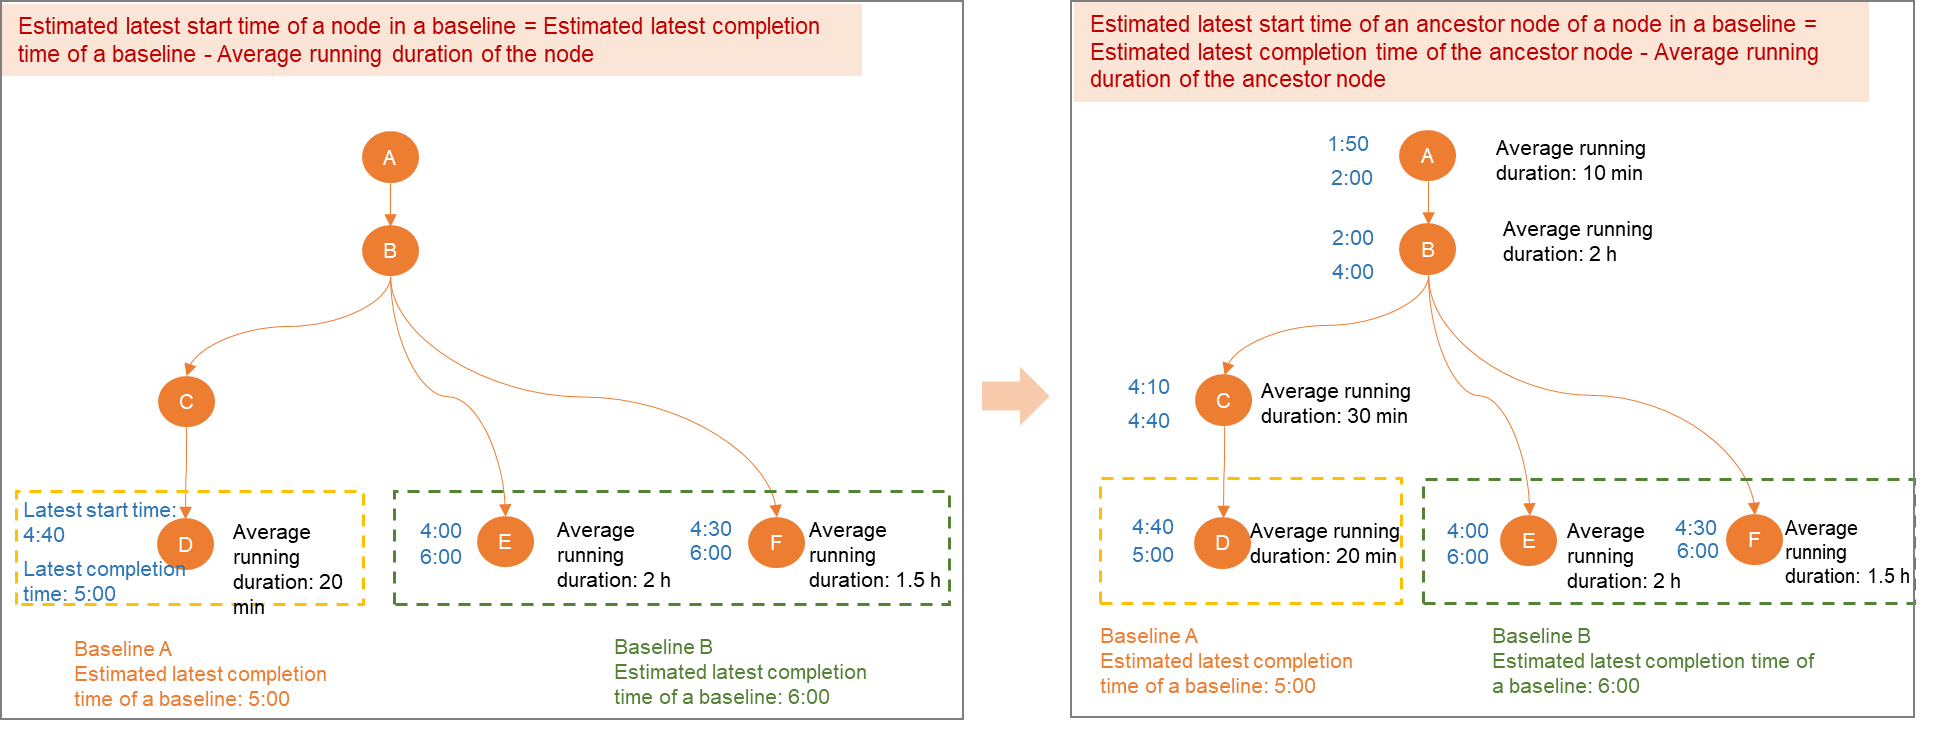 Estimated latest start time of a node in a baseline = Estimated latest completion
time of a baseline - Average running duration of the node
A
B
C
Latest start time:
4:40
Latest completion
time: 5:00
D
Average
running
duration: 20
min
4:00
6:00
E
Average
running
duration: 2 h
4:30
6:00
F
Average
running
duration: 1.5 h
Baseline A
Estimated latest completion
time of a baseline: 5:00
Baseline B
Estimated latest completion
time of a baseline: 6:00
Estimated latest start time of an ancestor node of a node in a baseline =
Estimated latest completion time of the ancestor node - Average running
duration of the ancestor node
1:50
2:00
A
Average running
duration: 10 min
2:00
4:00
B
Average running
duration: 2 h
4:10
4:40
C
Average running
duration: 30 min
4:40
5:00
D
Average running
duration: 20 min
4:00
6:00
E
Average
running
duration: 2 h
4:30
6:00
F
Average
running
duration: 1.5 h
Baseline A
Estimated latest completion
time of a baseline: 5:00
Baseline B
Estimated latest completion time of
a baseline: 6:00